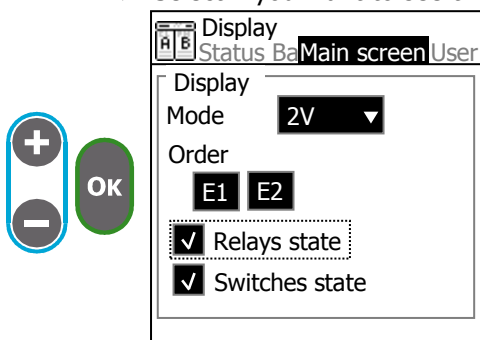 Display
Status Ba Main screen User
Display
Mode 2V
Order
E1 E2
Relays state
Switches state
OK
A B